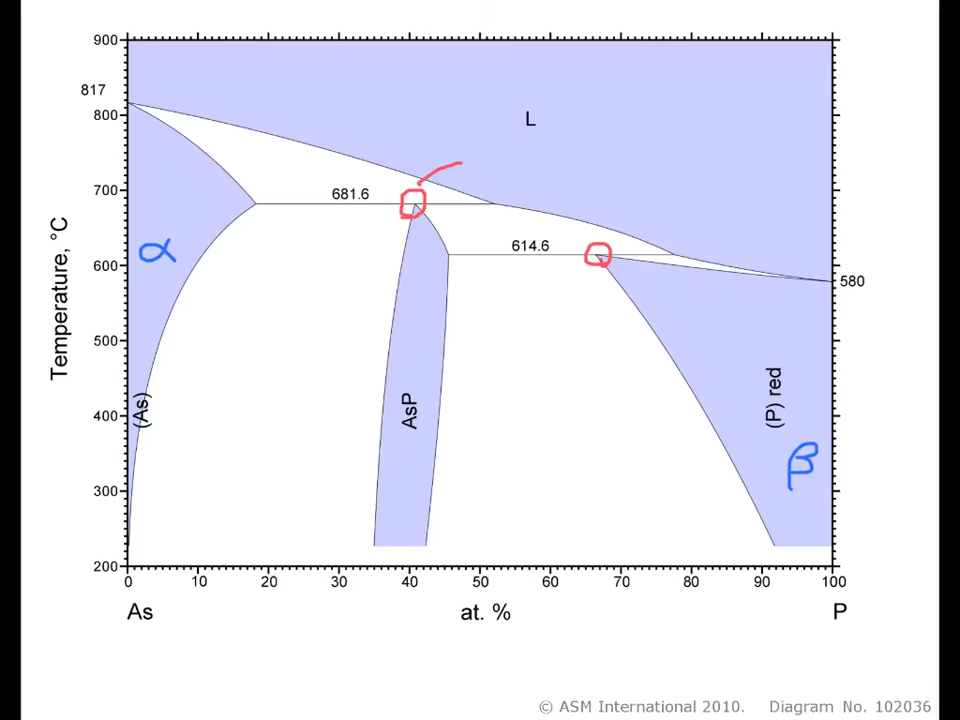 900
817
800
700
600
500
400
300
200
Temperature, °C
L
681.6
614.6
580
α
(As)
AsP
(P) red
β
0 10 20 30 40 50 60 70 80 90 100
As at. % P
© ASM International 2010. Diagram No. 102036